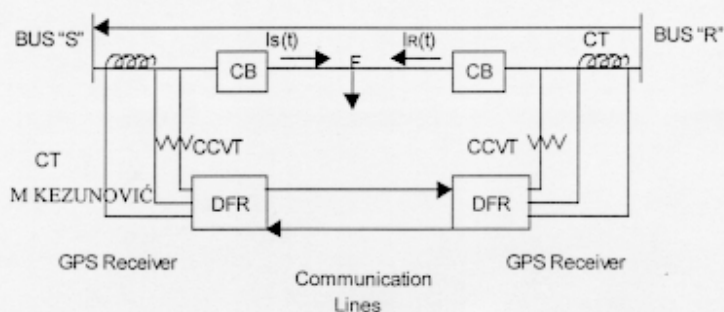 BUS "S"
Is(t)
IR(t)
CT
BUS "R"
CB
F
CB
CCVT
CCVT
CT
M KEZUNOVIĆ
DFR
DFR
GPS Receiver
GPS Receiver
Communication
Lines